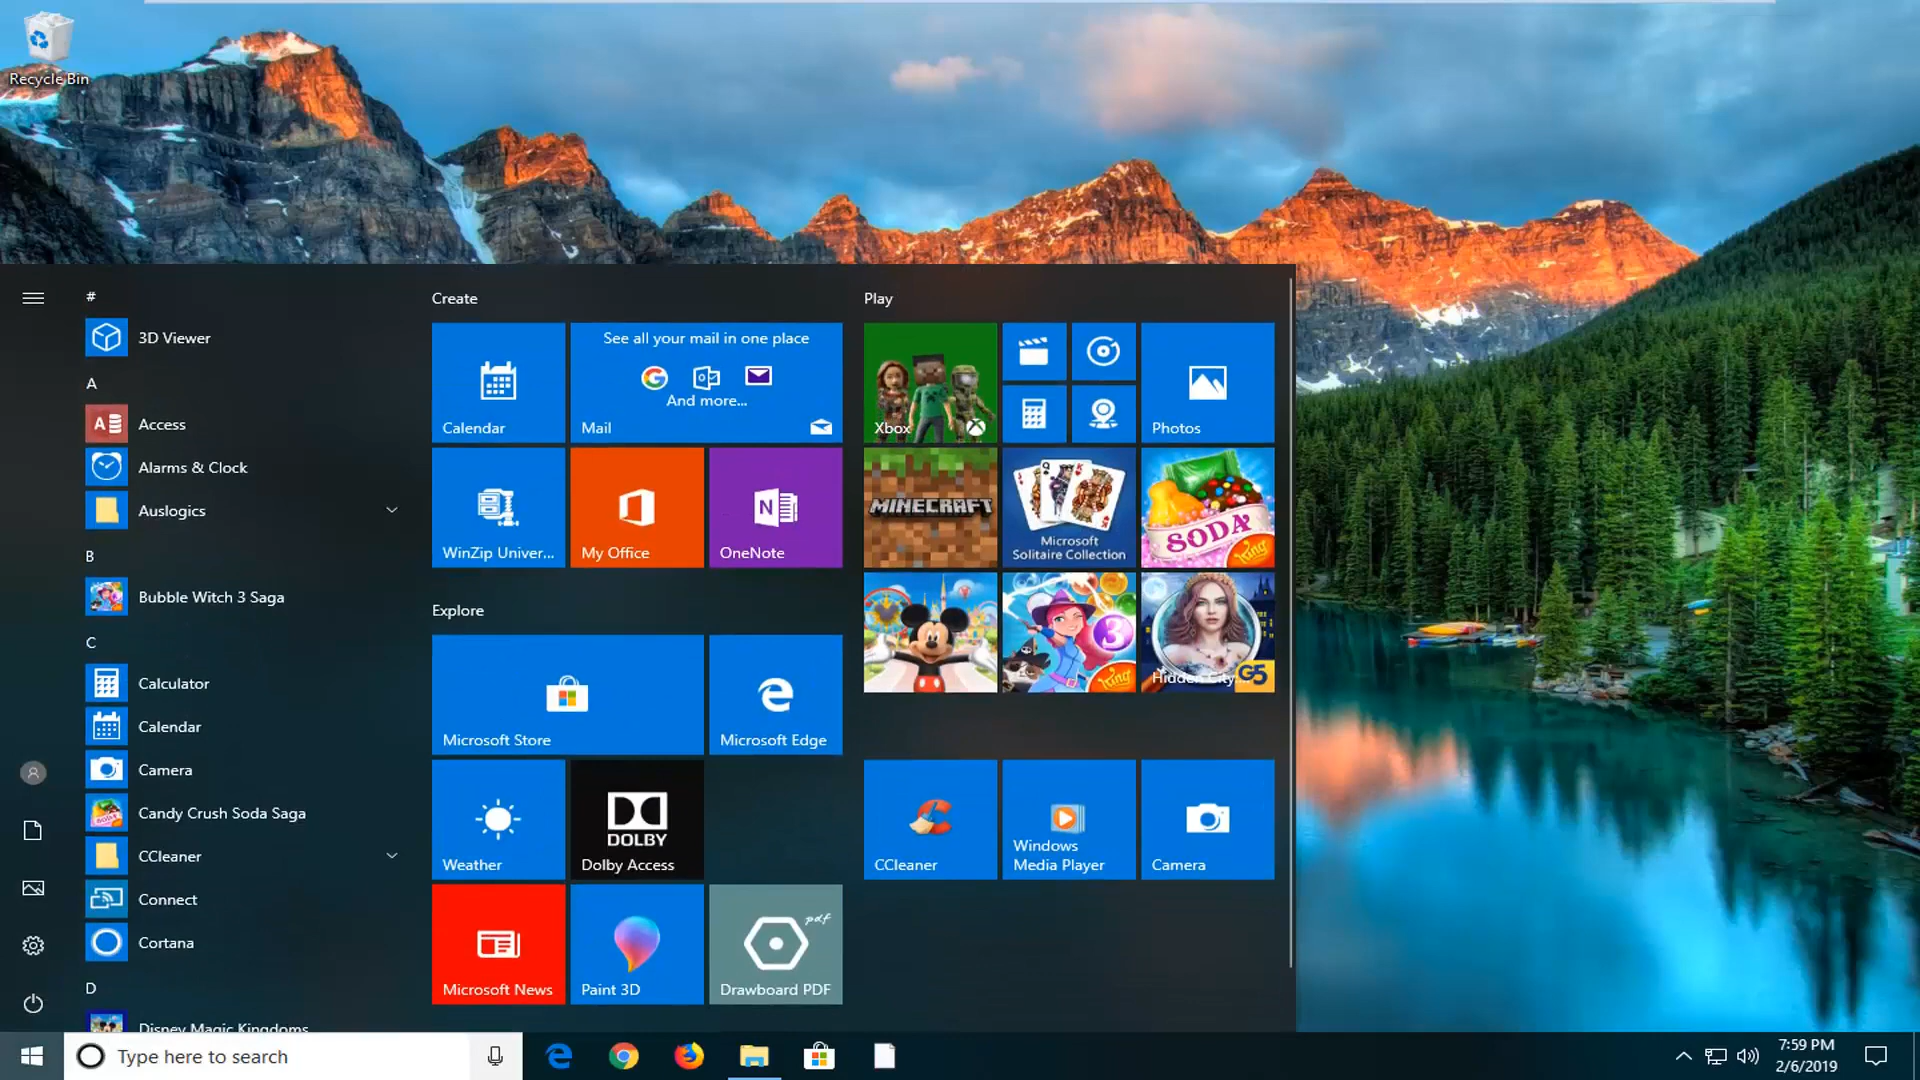 Recycle Bin
#
3D Viewer
A
Access
Alarms & Clock
Auslogics
B
Bubble Witch 3 Saga
C
Calculator
Calendar
Camera
Candy Crush Soda Saga
CCleaner
Connect
Cortana
D
Disney Magic Kingdoms
Create
Calendar
See all your mail in one place
And more...
Mail
WinZip Univer...
My Office
N
OneNote
Explore
Microsoft Store
Microsoft Edge
Weather
DOLBY
Dolby Access
Microsoft News
Paint 3D
pdf
Drawboard PDF
Play
Xbox
Photos
MINECRAFT
Microsoft
Solitaire Collection
SODA
King
3
King
Hidden City...
G5
CCleaner
Windows
Media Player
Camera
Type here to search
7:59 PM
2/6/2019